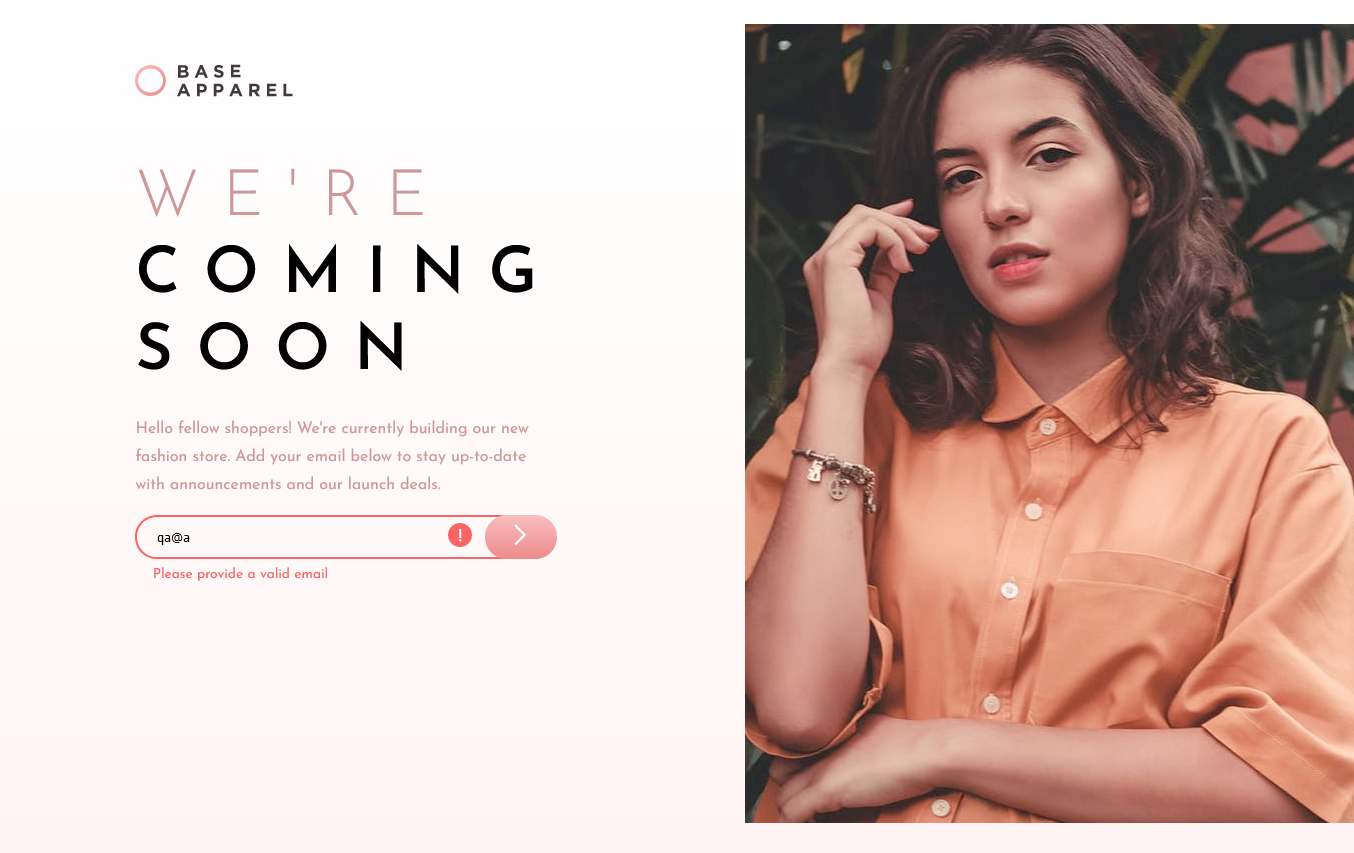 BASE
APPAREL
WE'RE
COMING
SOON
Hello fellow shoppers! We're currently building our new
fashion store. Add your email below to stay up-to-date
with announcements and our launch deals.
qa@a !
Please provide a valid email